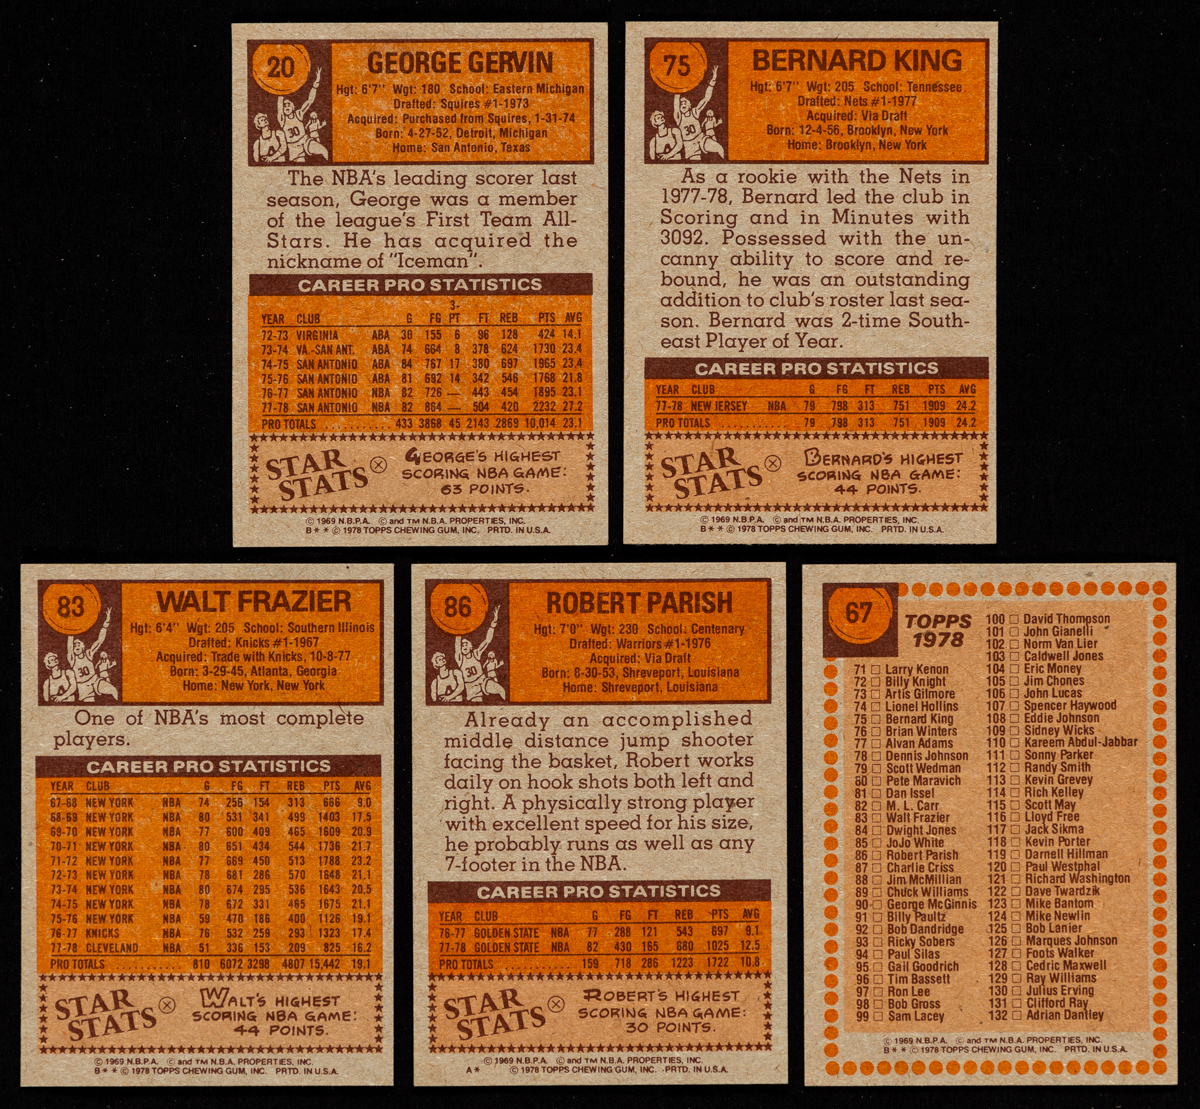 20
GEORGE GERVIN
Hgt: 6'7" Wgt: 180 School: Eastern Michigan
Drafted: Squires #1-1973
Acquired: Purchased from Squires, 1-31-74
Born: 4-27-52, Detroit, Michigan
Home: San Antonio, Texas
30
The NBA's leading scorer last
season, George was a member
of the league's First Team All-
Stars. He has acquired the
nickname of "Iceman".
CAREER PRO STATISTICS
YEAR CLUB G FG 3-PT FT REB PTS AVG
72-73 VIRGINIA ABA 30 155 6 96 128 424 14.1
73-74 VA.-SAN ANT. ABA 74 664 8 378 624 1730 23.4
74-75 SAN ANTONIO ABA 84 767 17 380 697 1965 23.4
75-76 SAN ANTONIO ABA 81 692 14 342 546 1768 21.8
76-77 SAN ANTONIO NBA 82 726 — 443 454 1895 23.1
77-78 SAN ANTONIO NBA 82 864 — 504 420 2232 27.2
PRO TOTALS ........... 433 3868 45 2143 2869 10,014 23.1
STAR STATS
GEORGE'S HIGHEST
SCORING NBA GAME:
63 POINTS.
© 1969 N.B.P.A. © and TM N.B.A. PROPERTIES, INC.
B * * © 1978 TOPPS CHEWING GUM, INC. PRTD. IN U.S.A.
75
BERNARD KING
Hgt: 6'7" Wgt: 205 School: Tennessee
Drafted: Nets #1-1977
Acquired: Via Draft
Born: 12-4-56, Brooklyn, New York
Home: Brooklyn, New York
30
As a rookie with the Nets in
1977-78, Bernard led the club in
Scoring and in Minutes with
3092. Possessed with the un-
canny ability to score and re-
bound, he was an outstanding
addition to club's roster last sea-
son. Bernard was 2-time South-
east Player of Year.
CAREER PRO STATISTICS
YEAR CLUB G FG FT REB PTS AVG
77-78 NEW JERSEY NBA 79 798 313 751 1909 24.2
PRO TOTALS ............ 79 798 313 751 1909 24.2
STAR STATS
BERNARD'S HIGHEST
SCORING NBA GAME:
44 POINTS.
© 1969 N.B.P.A. © and TM N.B.A. PROPERTIES, INC.
B * * © 1978 TOPPS CHEWING GUM, INC. PRTD. IN U.S.A.
83
WALT FRAZIER
Hgt: 6'4" Wgt: 205 School: Southern Illinois
Drafted: Knicks #1-1967
Acquired: Trade with Knicks, 10-8-77
Born: 3-29-45, Atlanta, Georgia
Home: New York, New York
30
One of NBA's most complete
players.
CAREER PRO STATISTICS
YEAR CLUB G FG FT REB PTS AVG
67-68 NEW YORK NBA 74 256 154 313 666 9.0
68-69 NEW YORK NBA 80 531 341 499 1403 17.5
69-70 NEW YORK NBA 77 600 409 465 1609 20.9
70-71 NEW YORK NBA 80 651 434 544 1736 21.7
71-72 NEW YORK NBA 77 669 450 513 1788 23.2
72-73 NEW YORK NBA 78 681 286 570 1648 21.1
73-74 NEW YORK NBA 80 674 295 536 1643 20.5
74-75 NEW YORK NBA 78 672 331 465 1675 21.1
75-76 NEW YORK NBA 59 470 186 400 1126 19.1
76-77 KNICKS NBA 76 532 259 293 1323 17.4
77-78 CLEVELAND NBA 51 336 153 209 825 16.2
PRO TOTALS ............ 810 6072 3298 4807 15,442 19.1
STAR STATS
WALT'S HIGHEST
SCORING NBA GAME:
44 POINTS.
© 1969 N.B.P.A. © and TM N.B.A. PROPERTIES, INC.
B * * © 1978 TOPPS CHEWING GUM, INC. PRTD. IN U.S.A.
86
ROBERT PARISH
Hgt: 7'0" Wgt: 230 School: Centenary
Drafted: Warriors #1-1976
Acquired: Via Draft
Born: 8-30-53, Shreveport, Louisiana
Home: Shreveport, Louisiana
30
Already an accomplished
middle distance jump shooter
facing the basket, Robert works
daily on hook shots both left and
right. A physically strong player
with excellent speed for his size,
he probably runs as well as any
7-footer in the NBA.
CAREER PRO STATISTICS
YEAR CLUB G FG FT REB PTS AVG
76-77 GOLDEN STATE NBA 77 288 121 543 697 9.1
77-78 GOLDEN STATE NBA 82 430 165 680 1025 12.5
PRO TOTALS ............ 159 718 286 1223 1722 10.8
STAR STATS
ROBERT'S HIGHEST
SCORING NBA GAME:
30 POINTS.
© 1969 N.B.P.A. © and TM N.B.A. PROPERTIES, INC.
A * © 1978 TOPPS CHEWING GUM, INC. PRTD. IN U.S.A.
67
TOPPS
1978
71 □ Larry Kenon
72 □ Billy Knight
73 □ Artis Gilmore
74 □ Lionel Hollins
75 □ Bernard King
76 □ Brian Winters
77 □ Alvan Adams
78 □ Dennis Johnson
79 □ Scott Wedman
80 □ Pete Maravich
81 □ Dan Issel
82 □ M. L. Carr
83 □ Walt Frazier
84 □ Dwight Jones
85 □ JoJo White
86 □ Robert Parish
87 □ Charlie Criss
88 □ Jim McMillian
89 □ Chuck Williams
90 □ George McGinnis
91 □ Billy Paultz
92 □ Bob Dandridge
93 □ Ricky Sobers
94 □ Paul Silas
95 □ Gail Goodrich
96 □ Tim Bassett
97 □ Ron Lee
98 □ Bob Gross
99 □ Sam Lacey
100 □ David Thompson
101 □ John Gianelli
102 □ Norm Van Lier
103 □ Caldwell Jones
104 □ Eric Money
105 □ Jim Chones
106 □ John Lucas
107 □ Spencer Haywood
108 □ Eddie Johnson
109 □ Sidney Wicks
110 □ Kareem Abdul-Jabbar
111 □ Sonny Parker
112 □ Randy Smith
113 □ Kevin Grevey
114 □ Rich Kelley
115 □ Scott May
116 □ Lloyd Free
117 □ Jack Sikma
118 □ Kevin Porter
119 □ Darnell Hillman
120 □ Paul Westphal
121 □ Richard Washington
122 □ Dave Twardzik
123 □ Mike Bantom
124 □ Mike Newlin
125 □ Bob Lanier
126 □ Marques Johnson
127 □ Foots Walker
128 □ Cedric Maxwell
129 □ Ray Williams
130 □ Julius Erving
131 □ Clifford Ray
132 □ Adrian Dantley
© 1969 N.B.P.A. © and TM N.B.A. PROPERTIES, INC.
B * * © 1978 TOPPS CHEWING GUM, INC. PRTD. IN U.S.A.